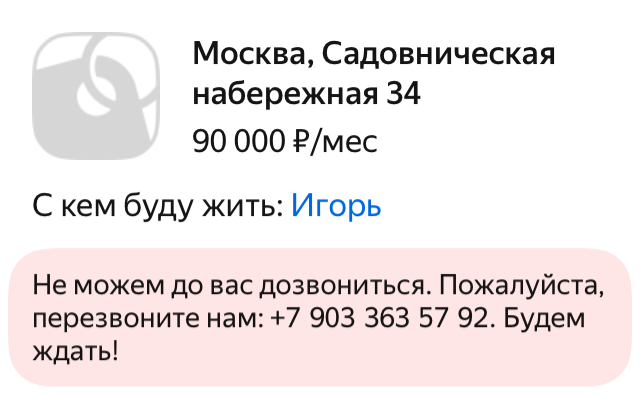 Москва, Садовническая
набережная 34
90 000 ₽/мес
С кем буду жить: Игорь
Не можем до вас дозвониться. Пожалуйста,
перезвоните нам: +7 903 363 57 92. Будем
ждать!